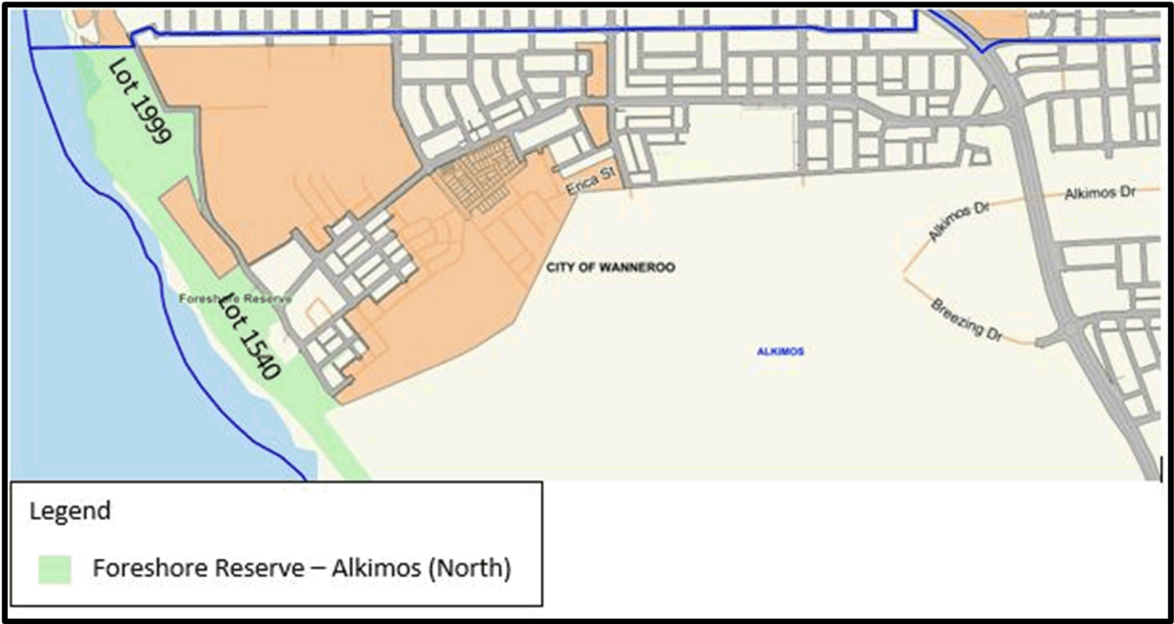 Lot 1999
Erica St
Alkimos Dr
Alkimos Dr
CITY OF WANNEROO
Foreshore Reserve
Lot 1540
Breezing Dr
ALKIMOS
Legend
Foreshore Reserve – Alkimos (North)